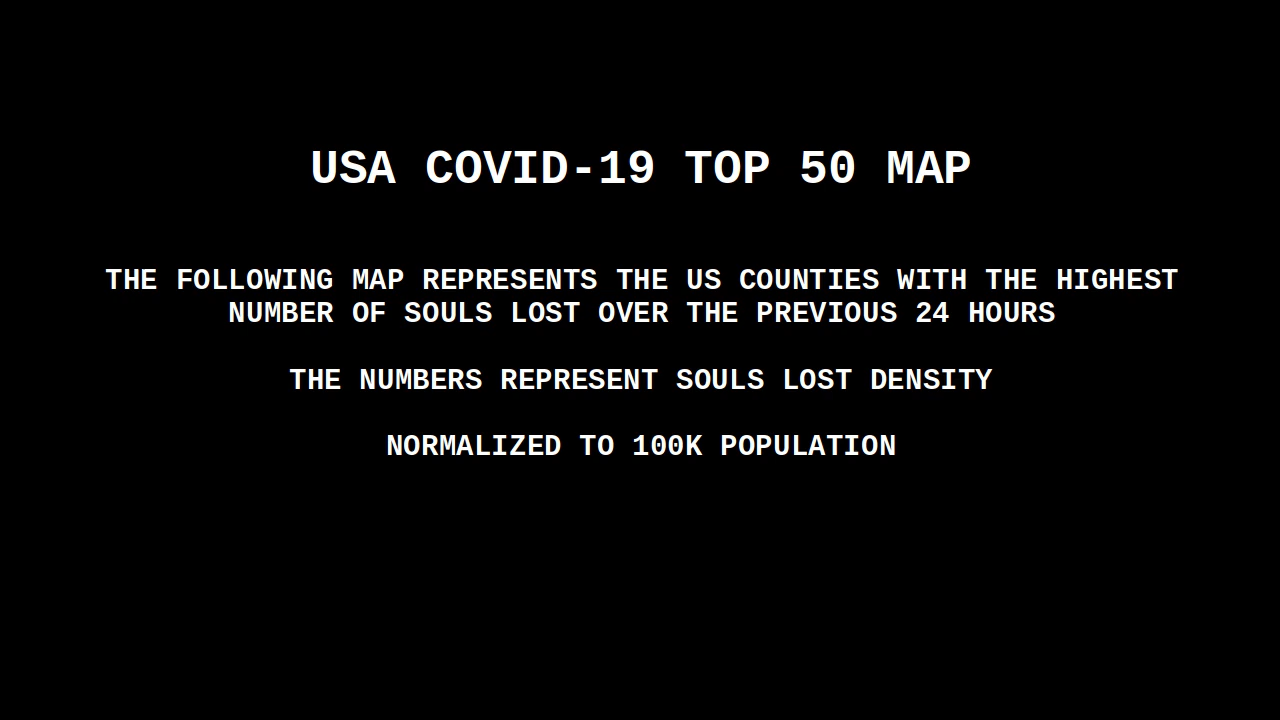 USA COVID-19 TOP 50 MAP
THE FOLLOWING MAP REPRESENTS THE US COUNTIES WITH THE HIGHEST
NUMBER OF SOULS LOST OVER THE PREVIOUS 24 HOURS
THE NUMBERS REPRESENT SOULS LOST DENSITY
NORMALIZED TO 100K POPULATION